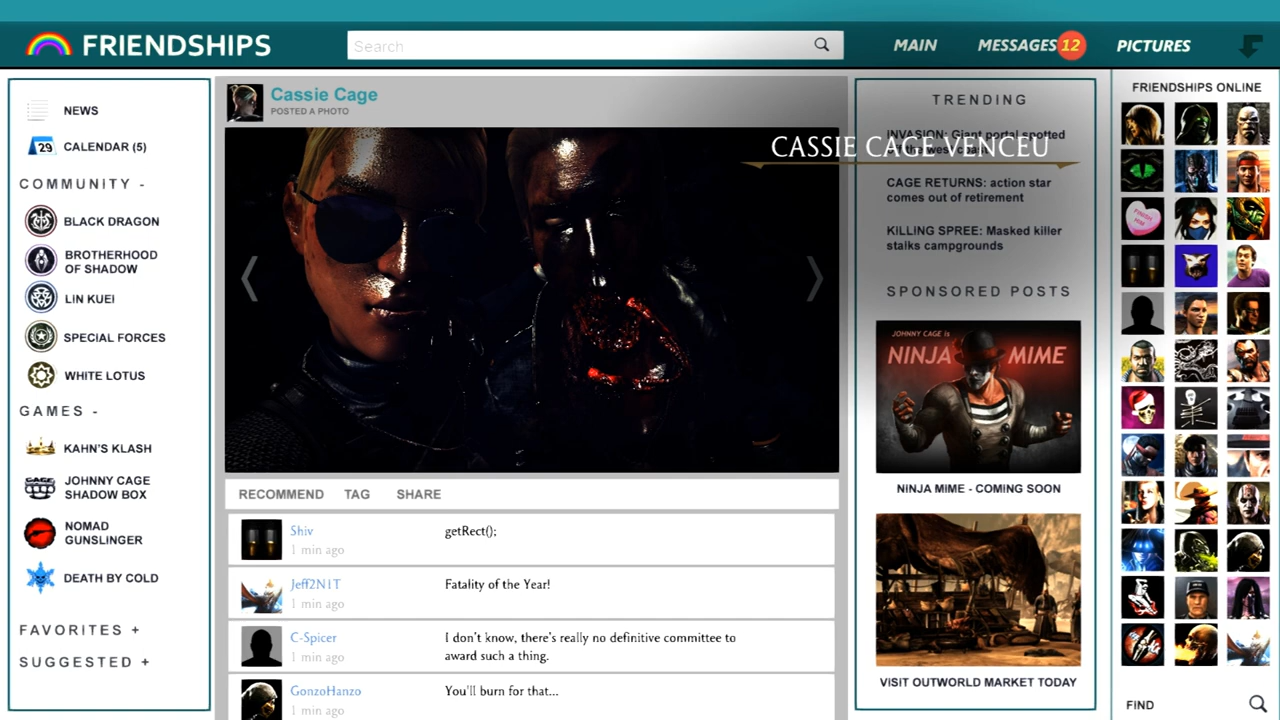 FRIENDSHIPS
Search
MAIN
MESSAGES 12
PICTURES
NEWS
29
CALENDAR (5)
COMMUNITY -
BLACK DRAGON
BROTHERHOOD
OF SHADOW
LIN KUEI
SPECIAL FORCES
WHITE LOTUS
GAMES -
KAHN'S KLASH
CAGE
JOHNNY CAGE
SHADOW BOX
NOMAD
GUNSLINGER
DEATH BY COLD
FAVORITES +
SUGGESTED +
Cassie Cage
POSTED A PHOTO
RECOMMEND
TAG
SHARE
Shiv
getRect();
1 min ago
Jeff2N1T
Fatality of the Year!
1 min ago
C-Spicer
I don't know, there's really no definitive committee to
award such a thing.
1 min ago
GonzoHanzo
You'll burn for that...
1 min ago
TRENDING
INVASION: Giant portal spotted
CASSIE CAGE VENCEU
CAGE RETURNS: action star
comes out of retirement
KILLING SPREE: Masked killer
stalks campgrounds
SPONSORED POSTS
JOHNNY CAGE is
NINJA MIME
NINJA MIME - COMING SOON
VISIT OUTWORLD MARKET TODAY
FRIENDSHIPS ONLINE
FINISH
HIM
FIND